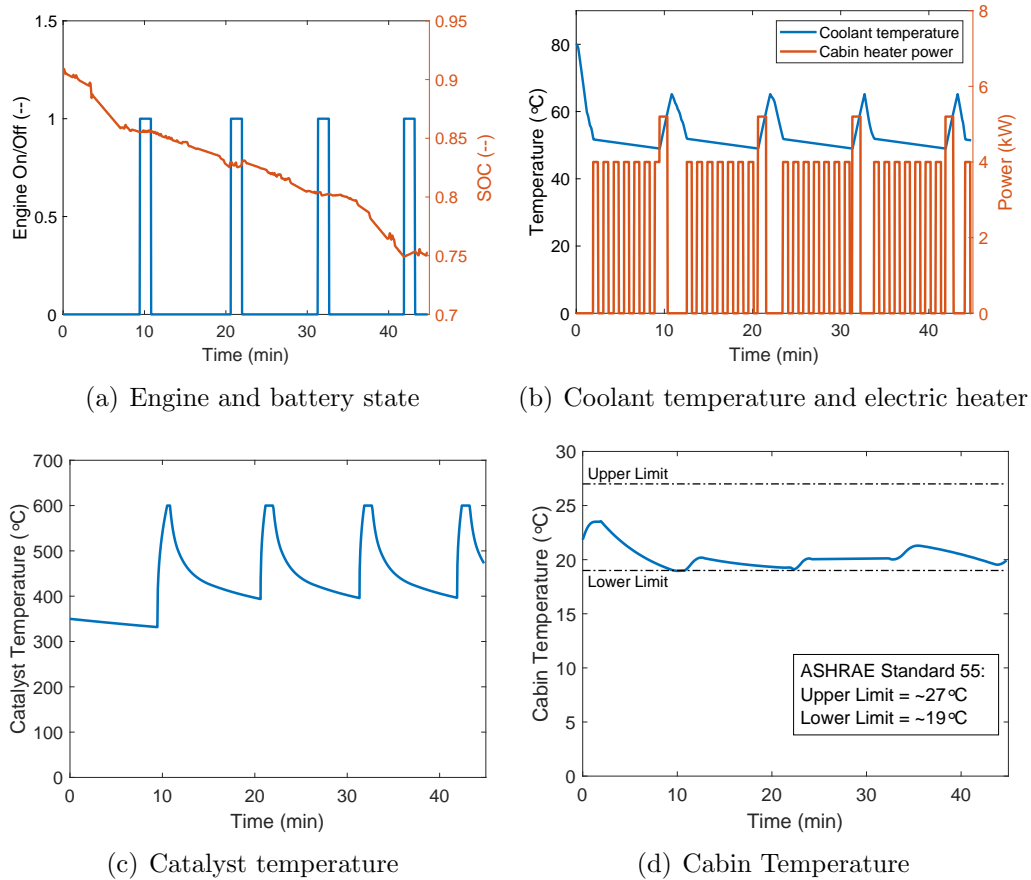 1.5
1
0.5
0
Engine On/Off (--)
0.95
0.9
0.85
0.8
0.75
0.7
SOC (--)
0 10 20 30 40
Time (min)
(a) Engine and battery state
80
60
40
20
0
Temperature (°C)
Coolant temperature
Cabin heater power
8
6
4
2
0
Power (kW)
0 10 20 30 40
Time (min)
(b) Coolant temperature and electric heater
700
600
500
400
300
200
100
0
Catalyst Temperature (°C)
0 10 20 30 40
Time (min)
(c) Catalyst temperature
30
25
20
15
10
5
0
Cabin Temperature (°C)
Upper Limit
Lower Limit
ASHRAE Standard 55:
Upper Limit = ~27°C
Lower Limit = ~19°C
0 10 20 30 40
Time (min)
(d) Cabin Temperature